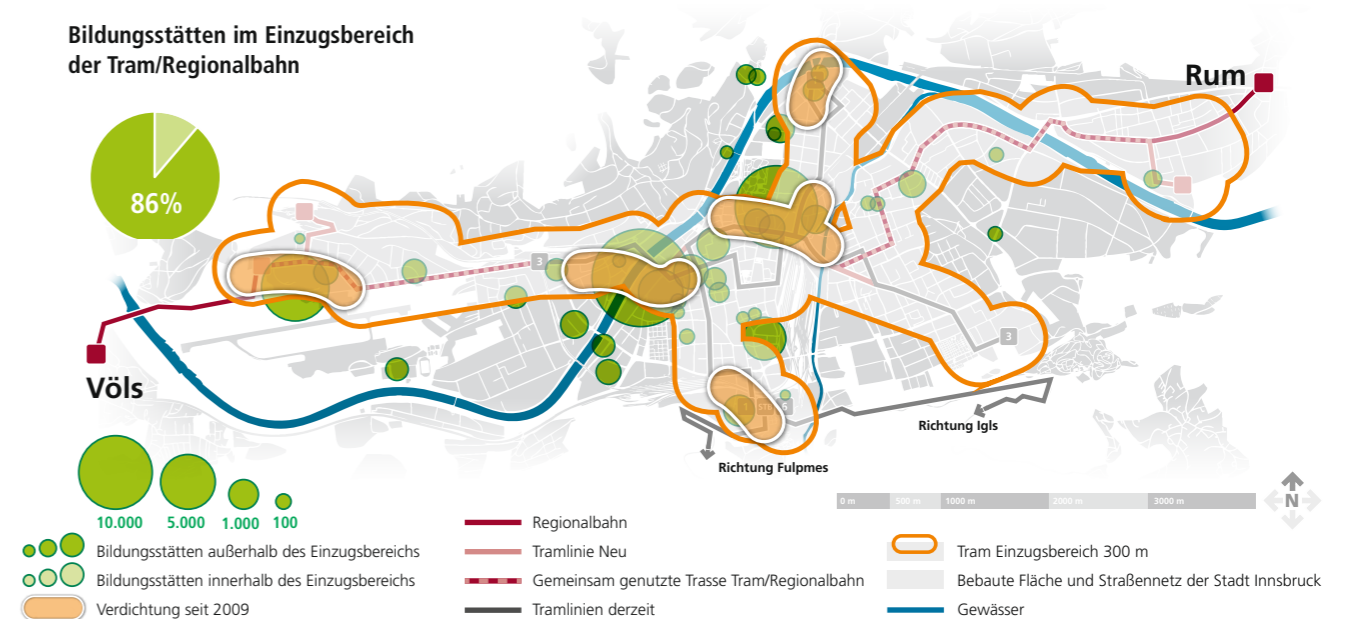 Bildungsstätten im Einzugsbereich
der Tram/Regionalbahn
86%
Rum
3
3
Völs
1 STB 6
Richtung Igls
Richtung Fulpmes
0 m 500 m 1000 m 2000 m 3000 m
N
10.000 5.000 1.000 100
Bildungsstätten außerhalb des Einzugsbereichs
Bildungsstätten innerhalb des Einzugsbereichs
Verdichtung seit 2009
Regionalbahn
Tramlinie Neu
Gemeinsam genutzte Trasse Tram/Regionalbahn
Tramlinien derzeit
Tram Einzugsbereich 300 m
Bebaute Fläche und Straßennetz der Stadt Innsbruck
Gewässer